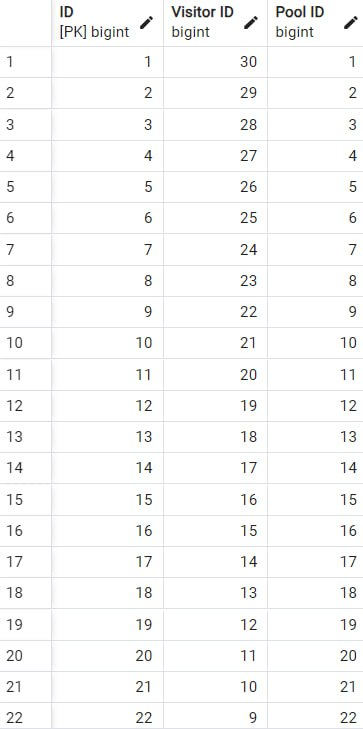 ID Visitor ID Pool ID
[PK] bigint bigint bigint
1 1 30 1
2 2 29 2
3 3 28 3
4 4 27 4
5 5 26 5
6 6 25 6
7 7 24 7
8 8 23 8
9 9 22 9
10 10 21 10
11 11 20 11
12 12 19 12
13 13 18 13
14 14 17 14
15 15 16 15
16 16 15 16
17 17 14 17
18 18 13 18
19 19 12 19
20 20 11 20
21 21 10 21
22 22 9 22